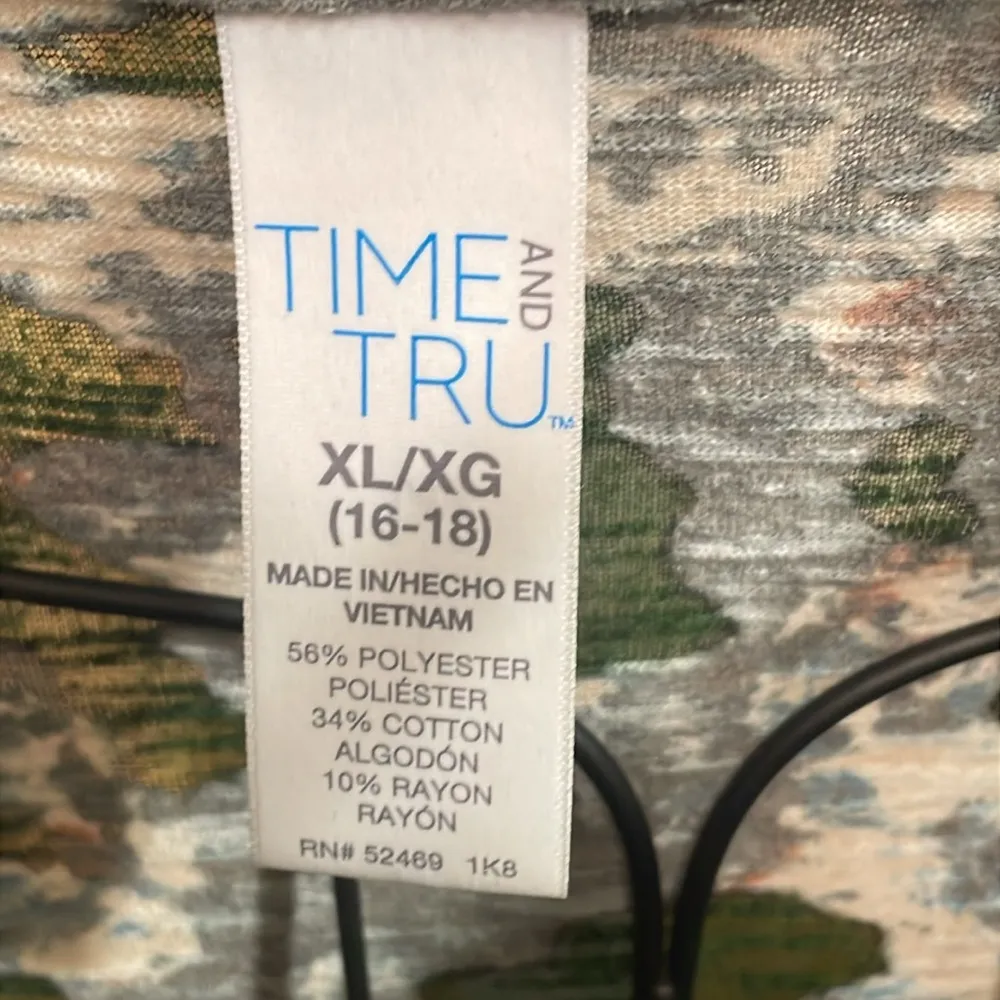 TIME AND
TRU™
XL/XG
(16-18)
MADE IN/HECHO EN
VIETNAM
56% POLYESTER
POLIÉSTER
34% COTTON
ALGODÓN
10% RAYON
RAYÓN
RN# 52469 1K8